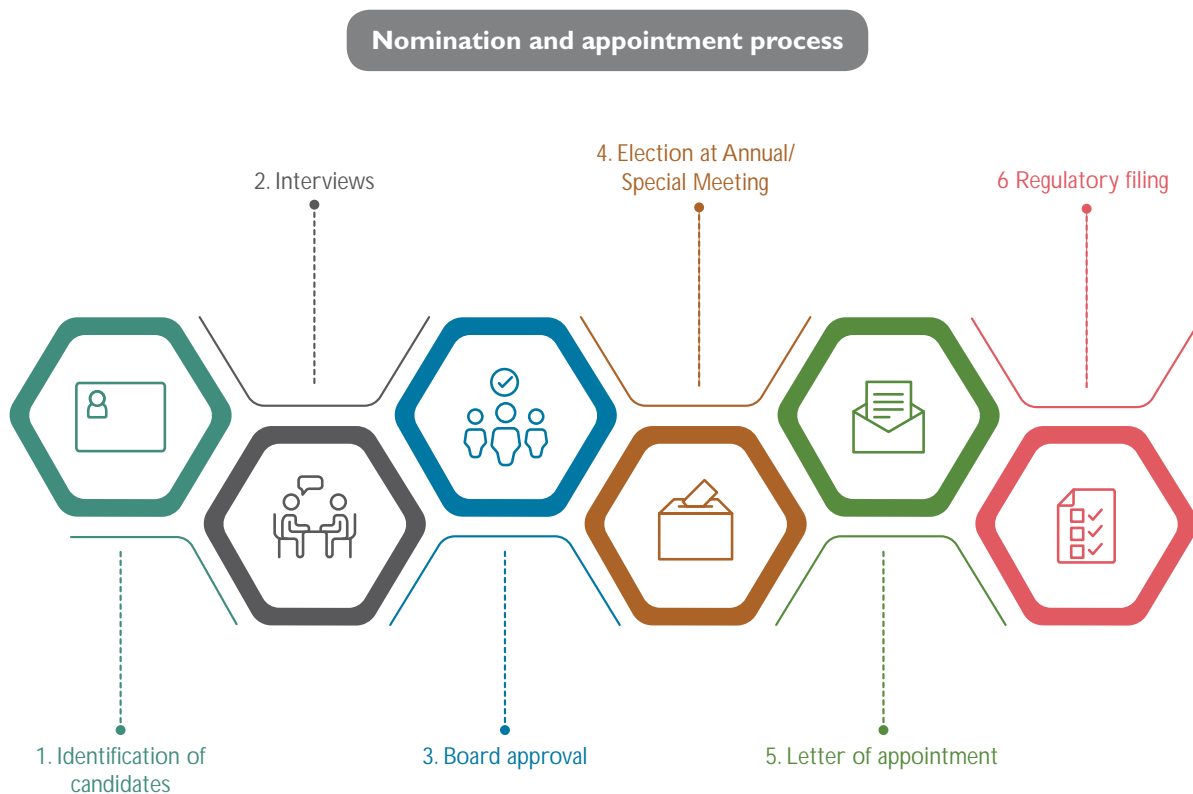 Nomination and appointment process
1. Identification of
candidates
2. Interviews
3. Board approval
4. Election at Annual/
Special Meeting
5. Letter of appointment
6 Regulatory filing